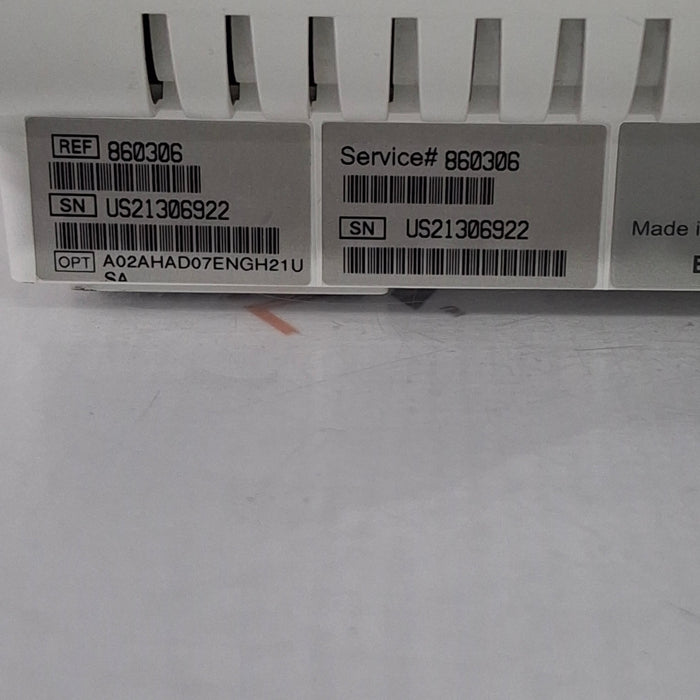 REF 860306
SN US21306922
OPT A02AHAD07ENGH21U
SA
Service# 860306
SN US21306922
Made i